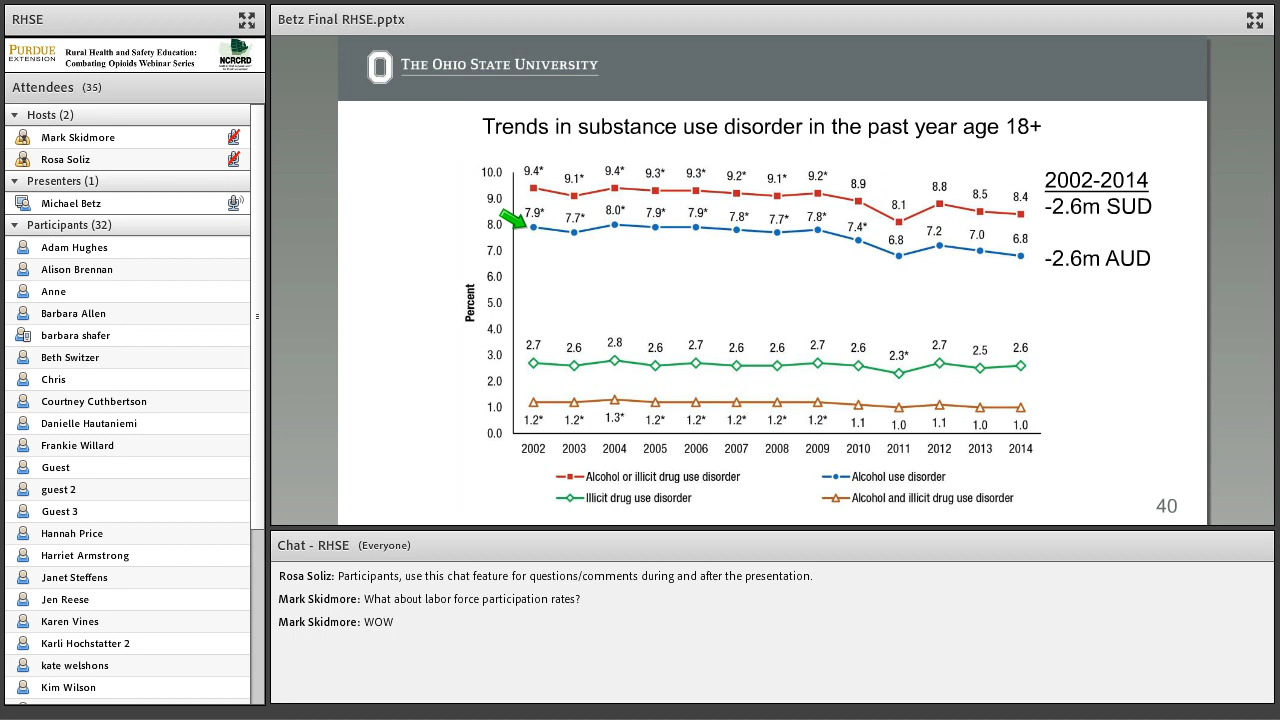 RHSE
PURDUE
EXTENSION
Rural Health and Safety Education:
Combating Opioids Webinar Series
NCRCRD
Attendees (35)
Hosts (2)
Mark Skidmore
Rosa Soliz
Presenters (1)
Michael Betz
Participants (32)
Adam Hughes
Alison Brennan
Anne
Barbara Allen
barbara shafer
Beth Switzer
Chris
Courtney Cuthbertson
Danielle Hautaniemi
Frankie Willard
Guest
guest 2
Guest 3
Hannah Price
Harriet Armstrong
Janet Steffens
Jen Reese
Karen Vines
Karli Hochstatter 2
kate welshons
Kim Wilson
Betz Final RHSE.pptx
THE OHIO STATE UNIVERSITY
Trends in substance use disorder in the past year age 18+
Percent
10.0
9.0
8.0
7.0
6.0
5.0
4.0
3.0
2.0
1.0
0.0
9.4* 9.1* 9.4* 9.3* 9.3* 9.2* 9.1* 9.2* 8.9 8.1 8.8 8.5 8.4
7.9* 7.7* 8.0* 7.9* 7.9* 7.8* 7.7* 7.8* 7.4* 6.8 7.2 7.0 6.8
2.7 2.6 2.8 2.6 2.7 2.6 2.6 2.7 2.6 2.3* 2.7 2.5 2.6
1.2* 1.2* 1.3* 1.2* 1.2* 1.2* 1.2* 1.2* 1.1 1.0 1.1 1.0 1.0
2002 2003 2004 2005 2006 2007 2008 2009 2010 2011 2012 2013 2014
Alcohol or illicit drug use disorder
Alcohol use disorder
Illicit drug use disorder
Alcohol and illicit drug use disorder
2002-2014
-2.6m SUD
-2.6m AUD
40
Chat - RHSE (Everyone)
Rosa Soliz: Participants, use this chat feature for questions/comments during and after the presentation.
Mark Skidmore: What about labor force participation rates?
Mark Skidmore: WOW